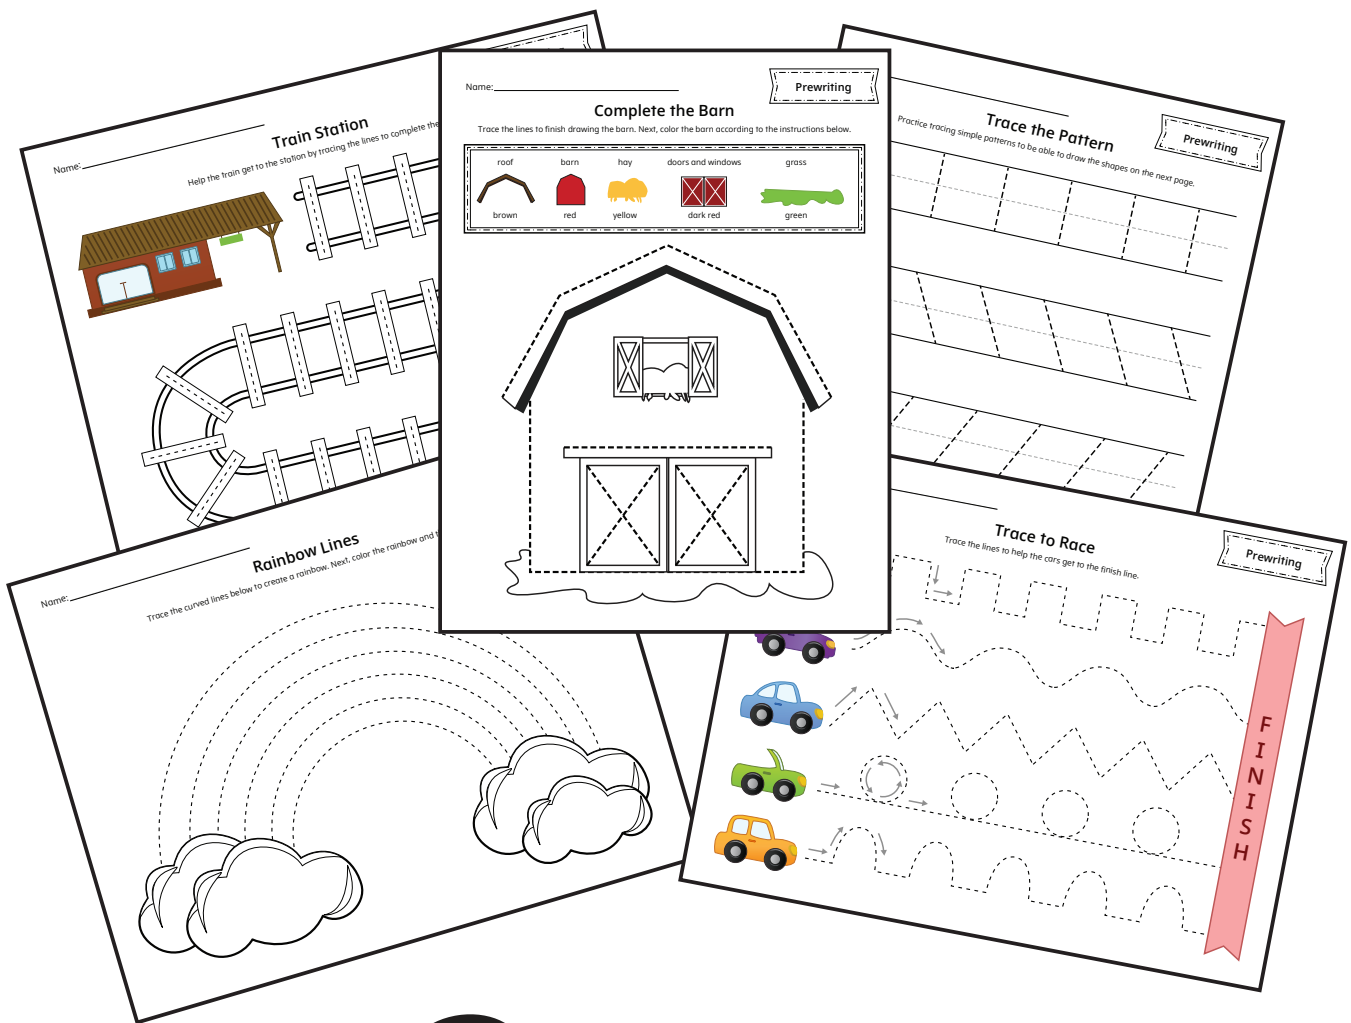 Name:
Train Station
Help the train get to the station by tracing the lines to complete the
Name:
Prewriting
Complete the Barn
Trace the lines to finish drawing the barn. Next, color the barn according to the instructions below.
roof barn hay doors and windows grass
brown red yellow dark red green
Prewriting
Trace the Pattern
Practice tracing simple patterns to be able to draw the shapes on the next page.
Name:
Rainbow Lines
Trace the curved lines below to create a rainbow. Next, color the rainbow and
Prewriting
Trace to Race
Trace the lines to help the cars get to the finish line.
FINISH